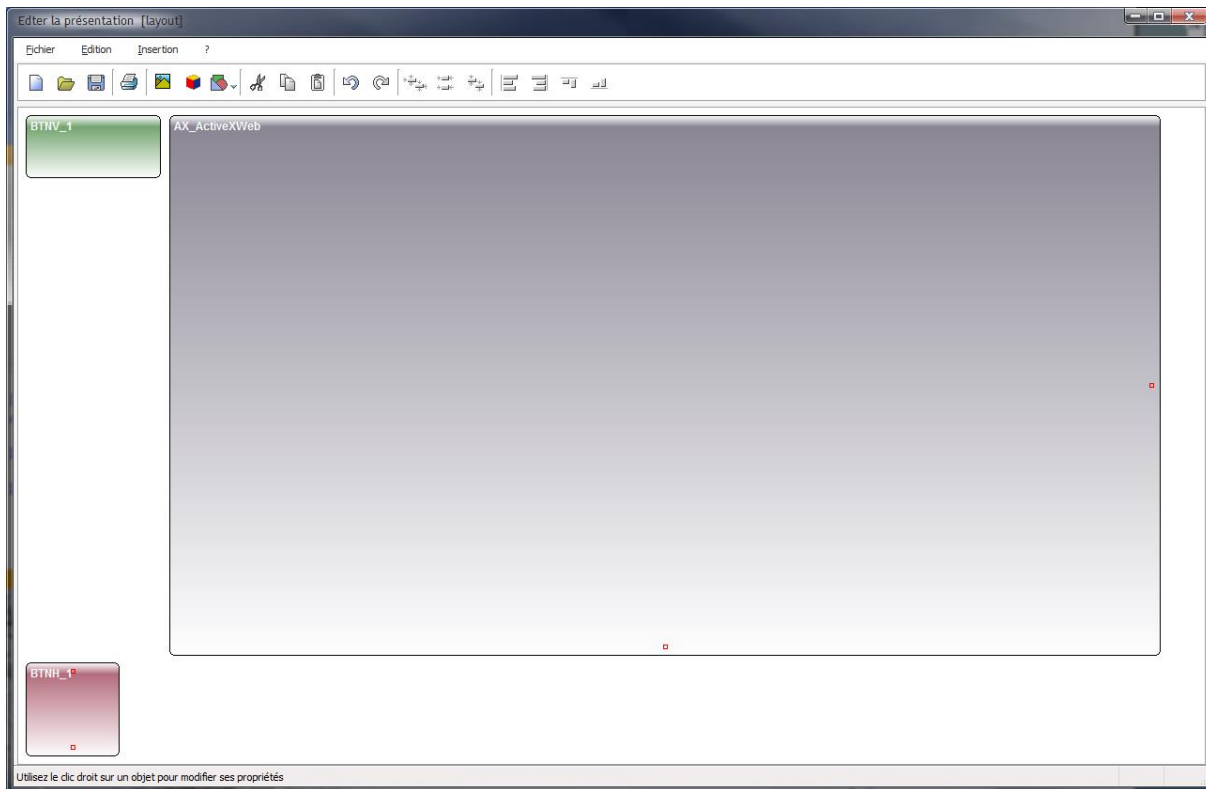 Edter la présentation [layout]
Fichier Edition Insertion ?
BTNV_1
AX_ActiveXWeb
BTNH_1
Utilisez le clic droit sur un objet pour modifier ses propriétés